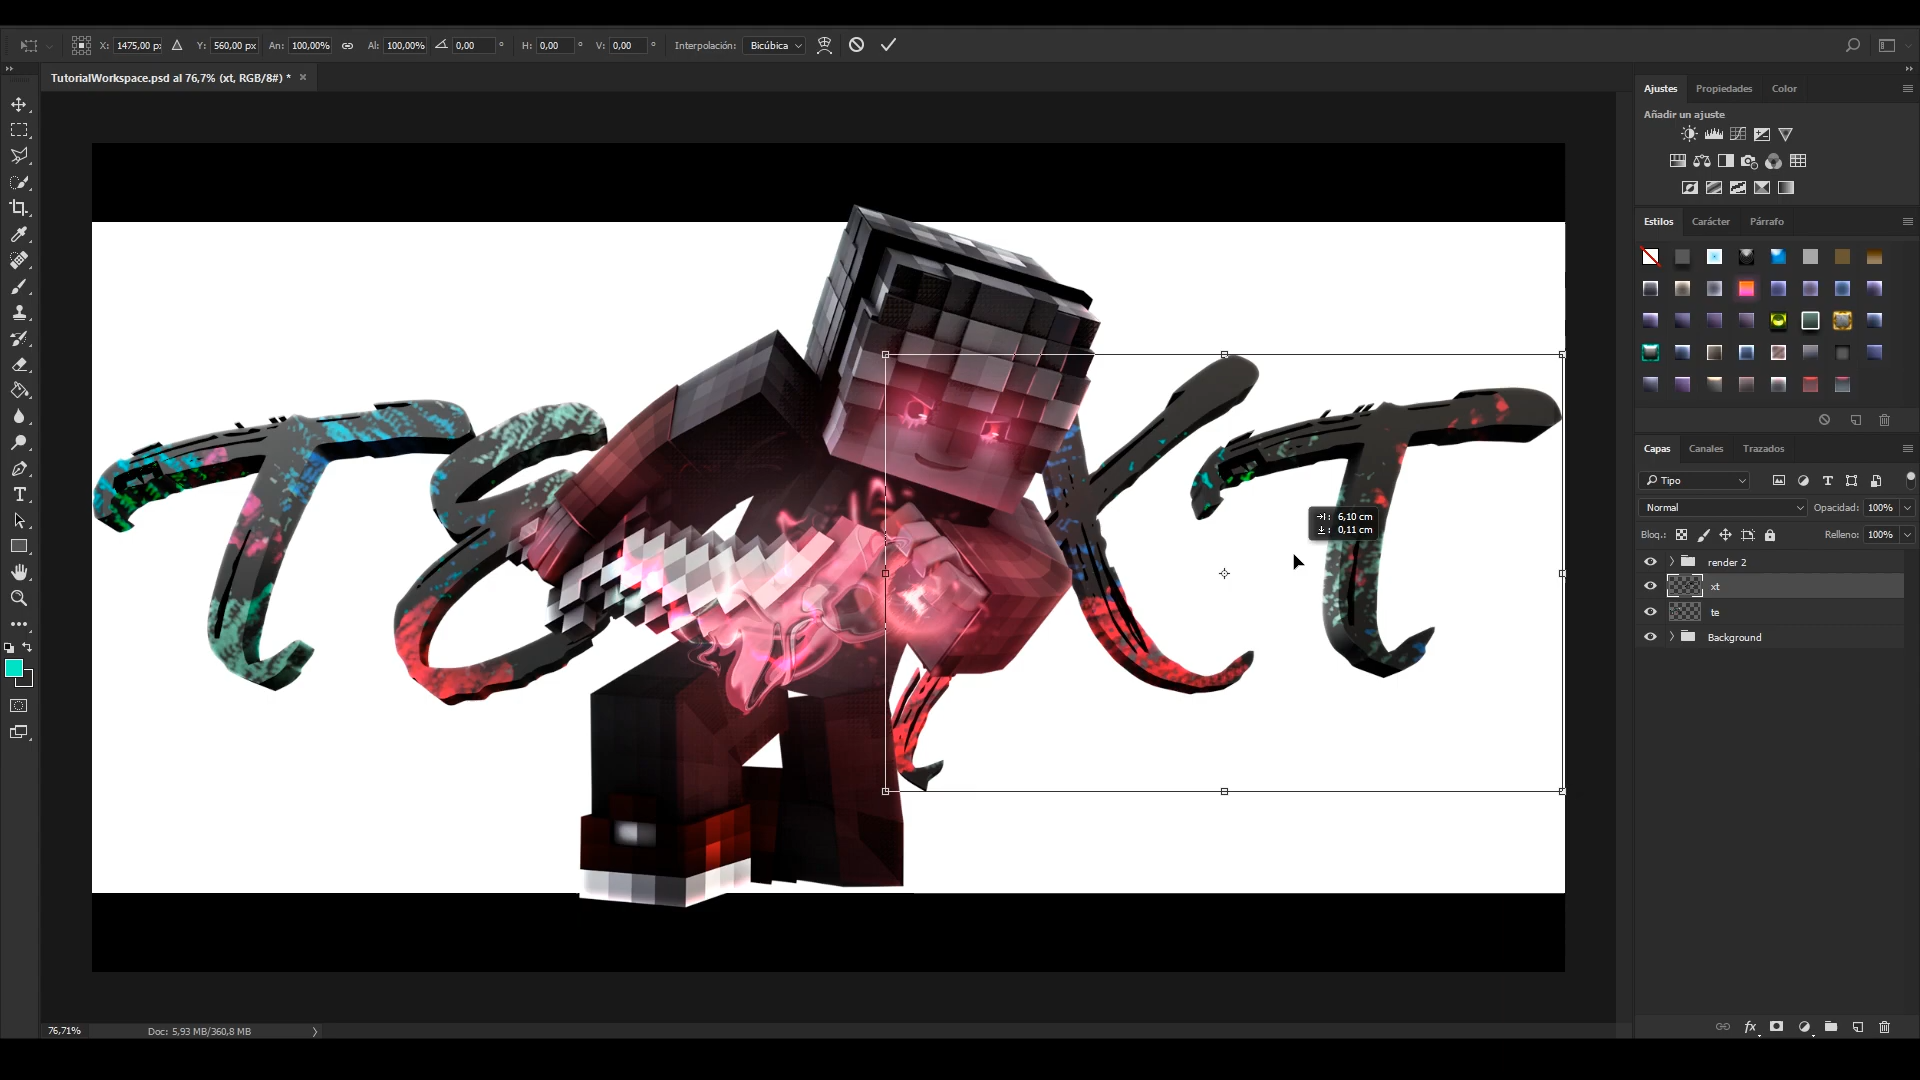 X: 1475,00 px Y: 560,00 px An: 100,00% Al: 100,00% 0,00 ° H: 0,00 ° V: 0,00 ° Interpolación: Bicúbica
TutorialWorkspace.psd al 76,7% (xt, RGB/8#) * ×
Ajustes Propiedades Color
Añadir un ajuste
Estilos Carácter Párrafo
TEXT
6,10 cm
6,11 cm
Capas Canales Trazados
Tipo
Normal Opacidad: 100%
Bloq.: Relleno: 100%
render 2
xt
te
Background
76,71% Doc: 5,93 MB/360,8 MB
fx